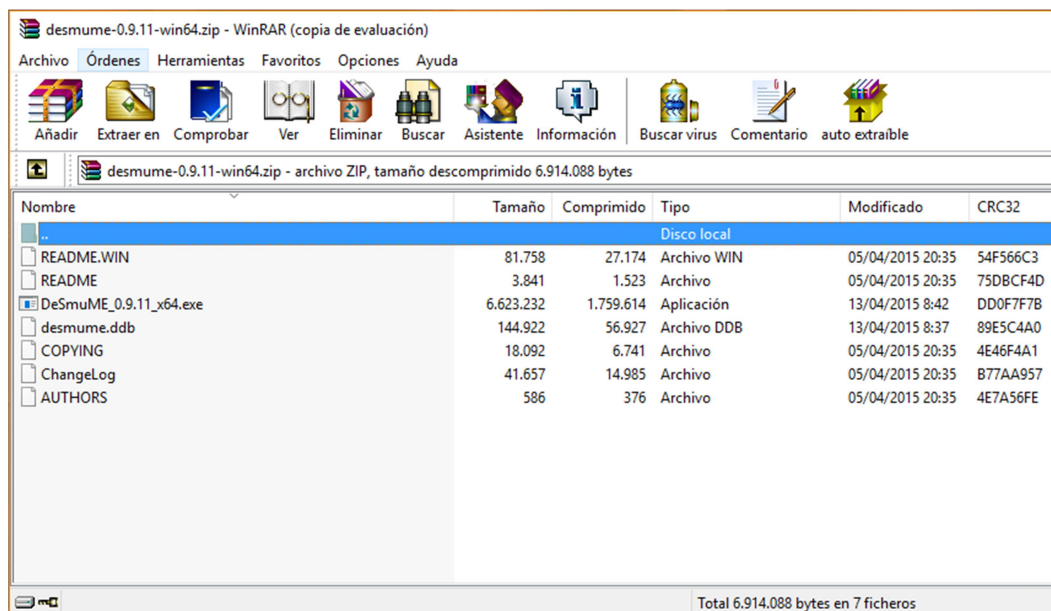 desmume-0.9.11-win64.zip - WinRAR (copia de evaluación)
Archivo Órdenes Herramientas Favoritos Opciones Ayuda
Añadir Extraer en Comprobar Ver Eliminar Buscar Asistente Información Buscar virus Comentario auto extraíble
desmume-0.9.11-win64.zip - archivo ZIP, tamaño descomprimido 6.914.088 bytes
Nombre Tamaño Comprimido Tipo Modificado CRC32
.. Disco local
README.WIN 81.758 27.174 Archivo WIN 05/04/2015 20:35 54F566C3
README 3.841 1.523 Archivo 05/04/2015 20:35 75DBCF4D
DeSmuME_0.9.11_x64.exe 6.623.232 1.759.614 Aplicación 13/04/2015 8:42 DD0F7F7B
desmume.ddb 144.922 56.927 Archivo DDB 13/04/2015 8:37 89E5C4A0
COPYING 18.092 6.741 Archivo 05/04/2015 20:35 4E46F4A1
ChangeLog 41.657 14.985 Archivo 05/04/2015 20:35 B77AA957
AUTHORS 586 376 Archivo 05/04/2015 20:35 4E7A56FE
Total 6.914.088 bytes en 7 ficheros